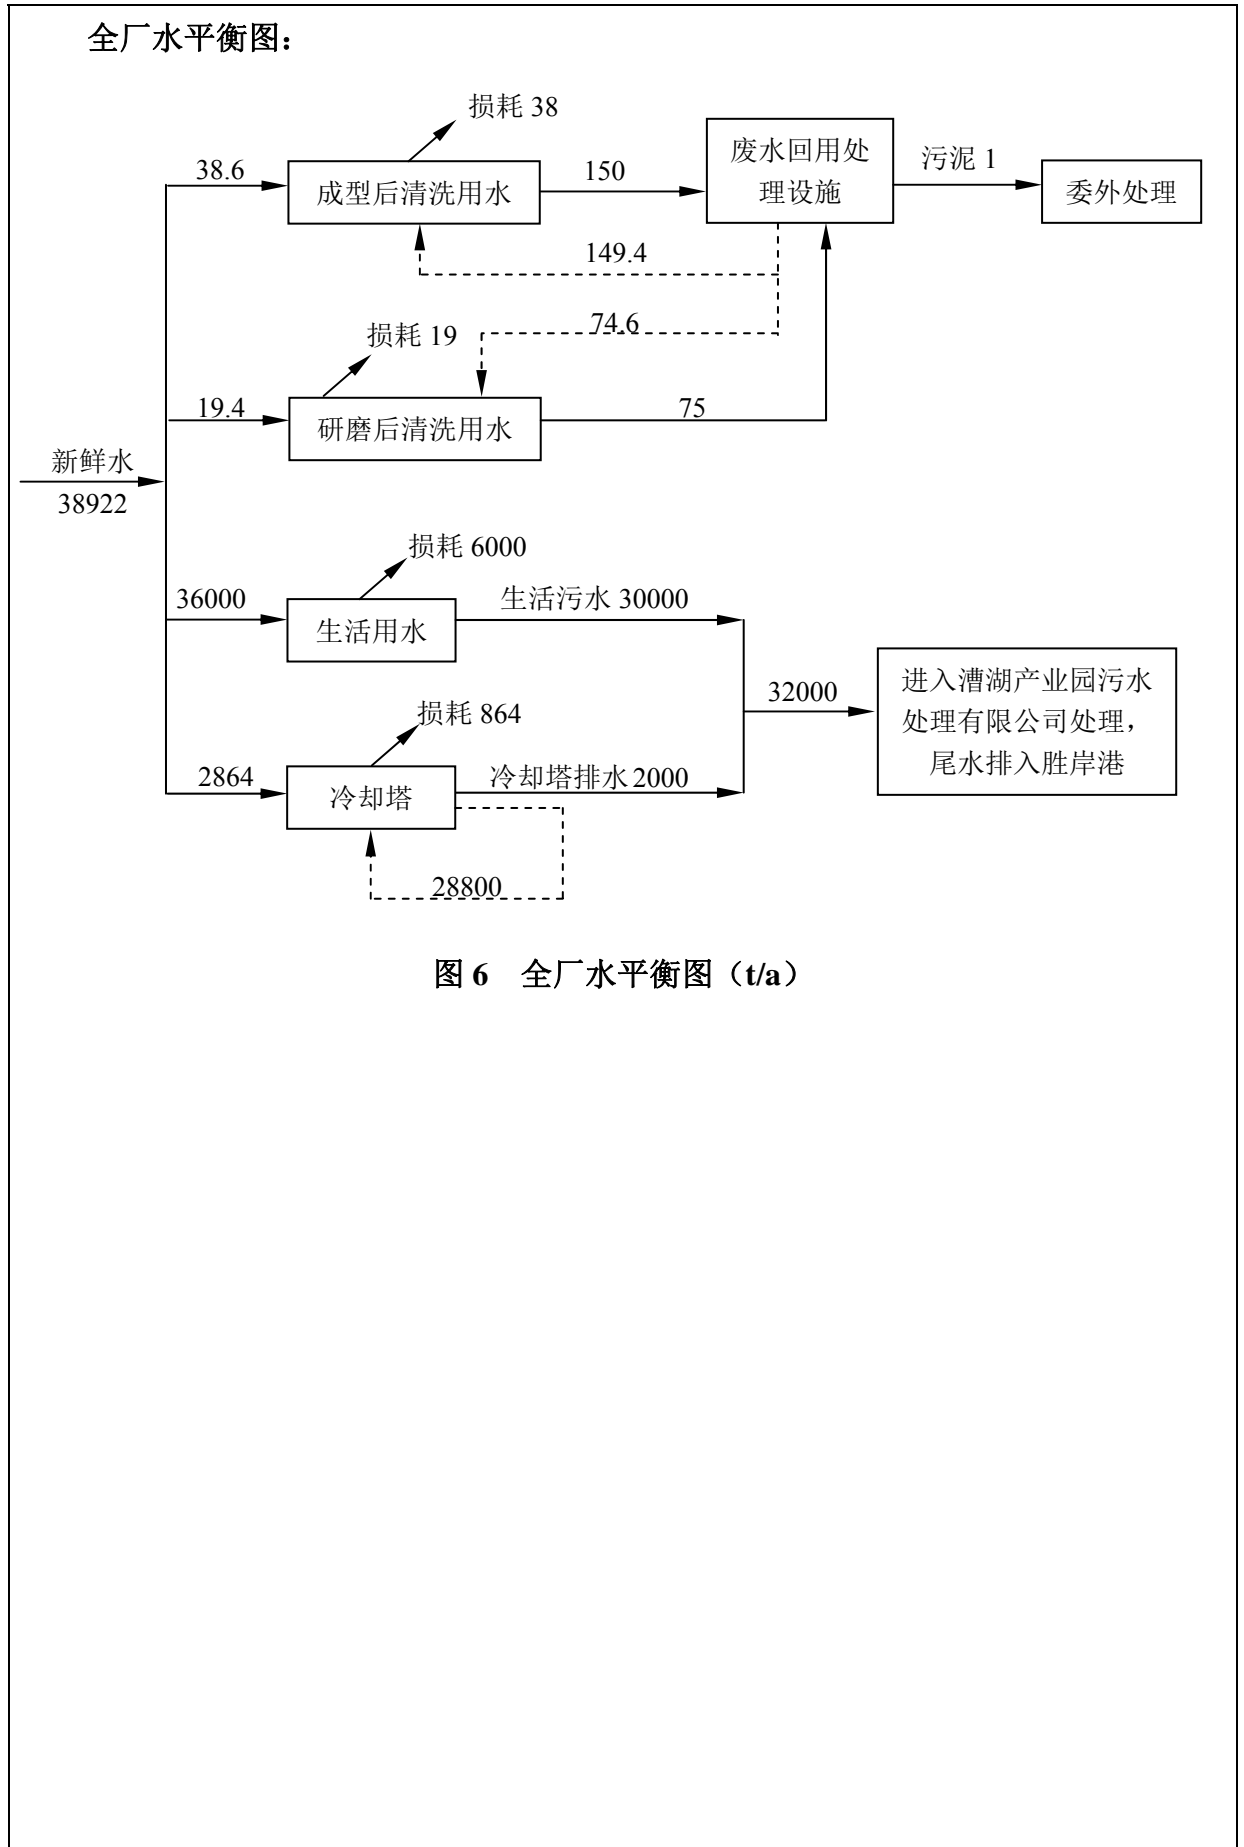 全厂水平衡图：
损耗 38
38.6
成型后清洗用水
150
废水回用处
理设施
污泥 1
委外处理
149.4
74.6
损耗 19
19.4
研磨后清洗用水
75
新鲜水
38922
损耗 6000
36000
生活用水
生活污水 30000
32000
进入漕湖产业园污水
处理有限公司处理，
尾水排入胜岸港
损耗 864
2864
冷却塔
冷却塔排水 2000
28800
图 6 全厂水平衡图（t/a）